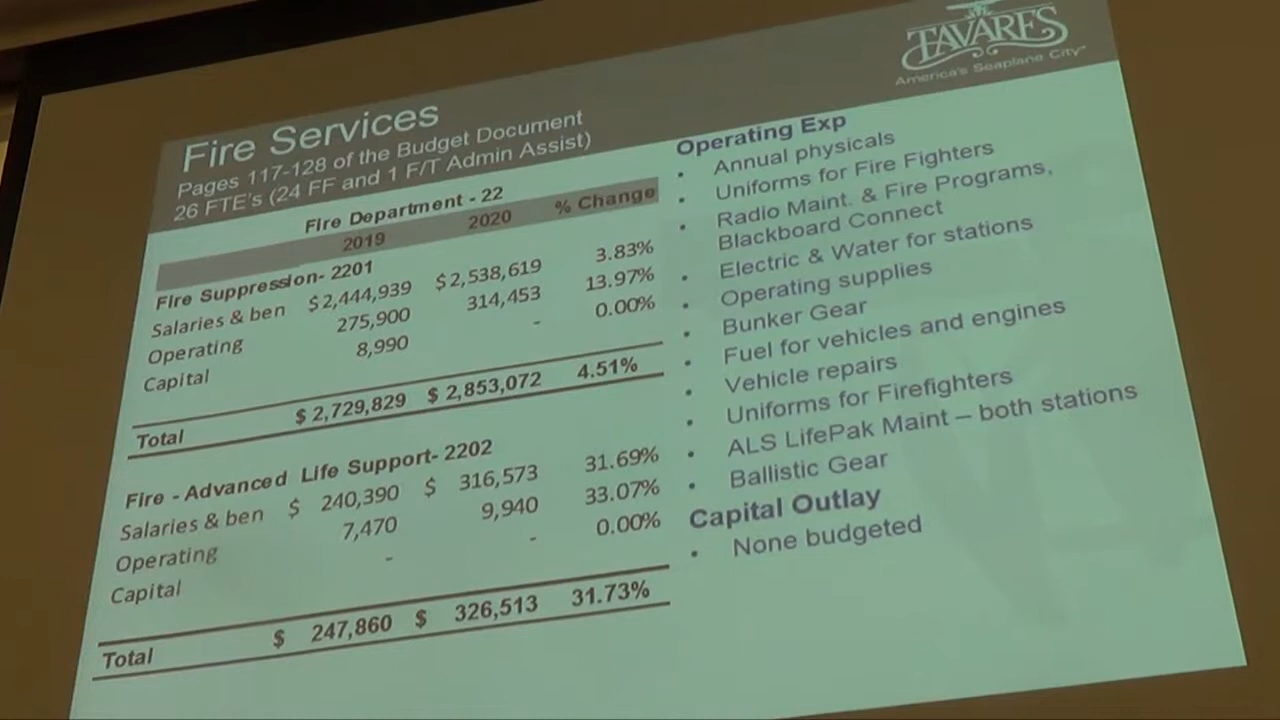 TAVARES
America's Seaplane City
Fire Services
Pages 117-128 of the Budget Document
26 FTE's (24 FF and 1 F/T Admin Assist)
Fire Department - 22
2019 2020 % Change
Fire Suppression- 2201
Salaries & ben $2,444,939 $2,538,619 3.83%
Operating 275,900 314,453 13.97%
Capital 8,990 - 0.00%
Total $ 2,729,829 $ 2,853,072 4.51%
Fire - Advanced Life Support- 2202
Salaries & ben $ 240,390 $ 316,573 31.69%
Operating 7,470 9,940 33.07%
Capital - - 0.00%
Total $ 247,860 $ 326,513 31.73%
Operating Exp
• Annual physicals
• Uniforms for Fire Fighters
• Radio Maint. & Fire Programs,
Blackboard Connect
• Electric & Water for stations
• Operating supplies
• Bunker Gear
• Fuel for vehicles and engines
• Vehicle repairs
• Uniforms for Firefighters
• ALS LifePak Maint – both stations
• Ballistic Gear
Capital Outlay
• None budgeted